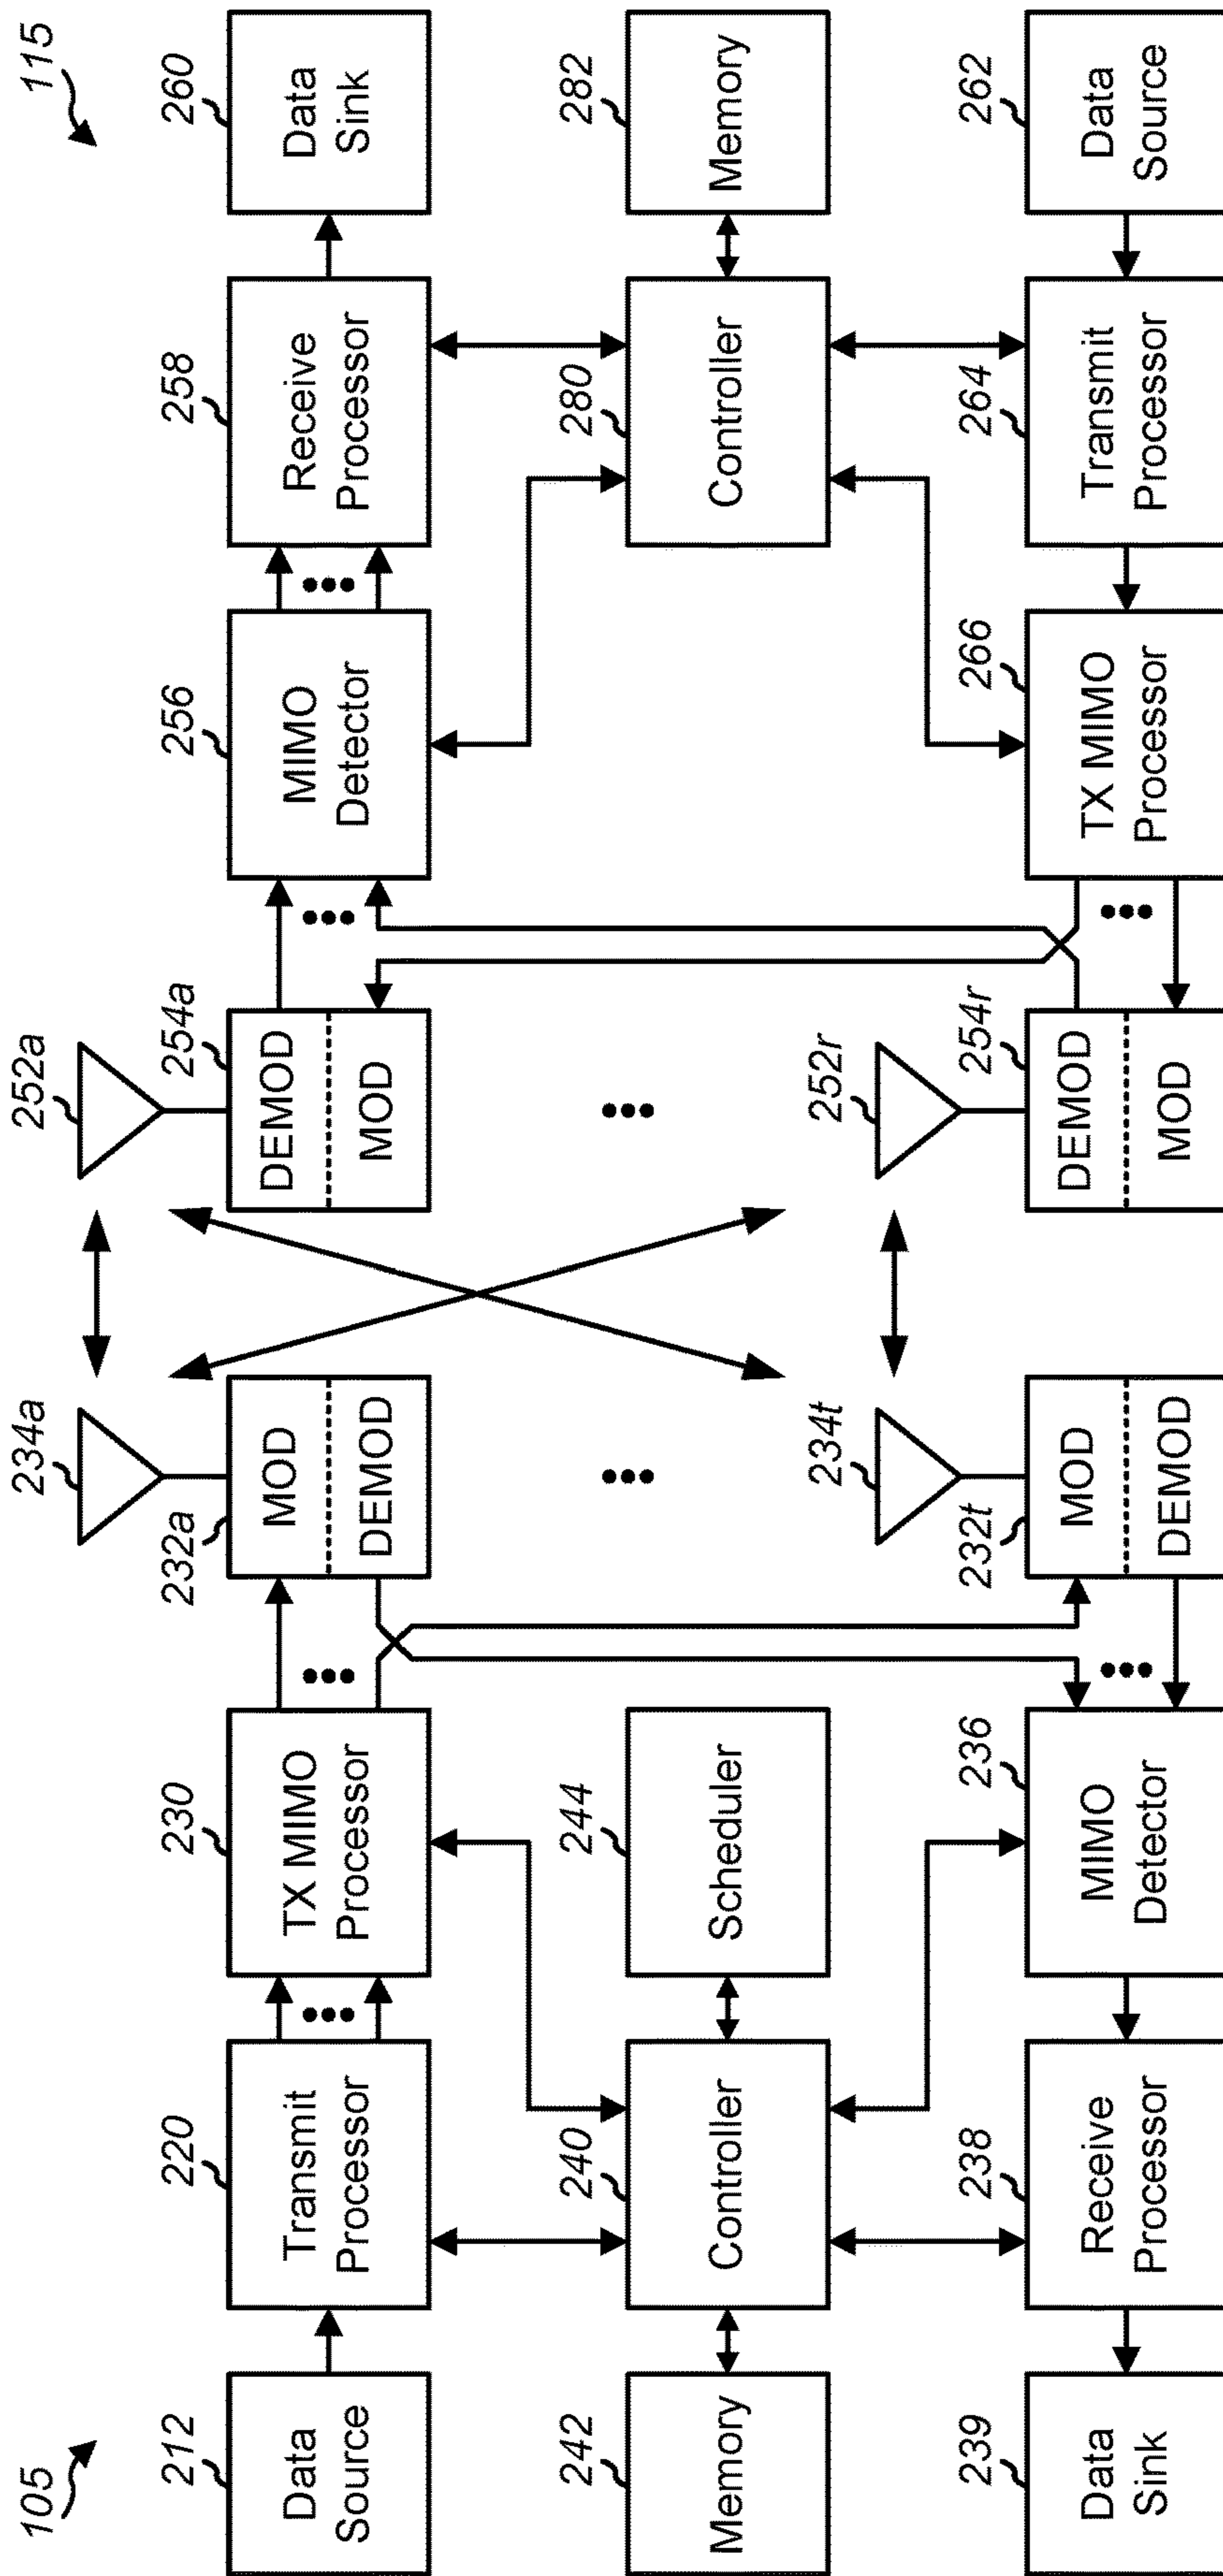 105
115
212
Data
Source
220
Transmit
Processor
230
TX MIMO
Processor
•••
•••
232a
MOD
DEMOD
234a
252a
254a
DEMOD
MOD
•••
256
MIMO
Detector
•••
258
Receive
Processor
260
Data
Sink
242
Memory
240
Controller
244
Scheduler
•••
•••
280
Controller
282
Memory
239
Data
Sink
238
Receive
Processor
236
MIMO
Detector
•••
232t
MOD
DEMOD
234t
252r
254r
DEMOD
MOD
•••
266
TX MIMO
Processor
264
Transmit
Processor
262
Data
Source